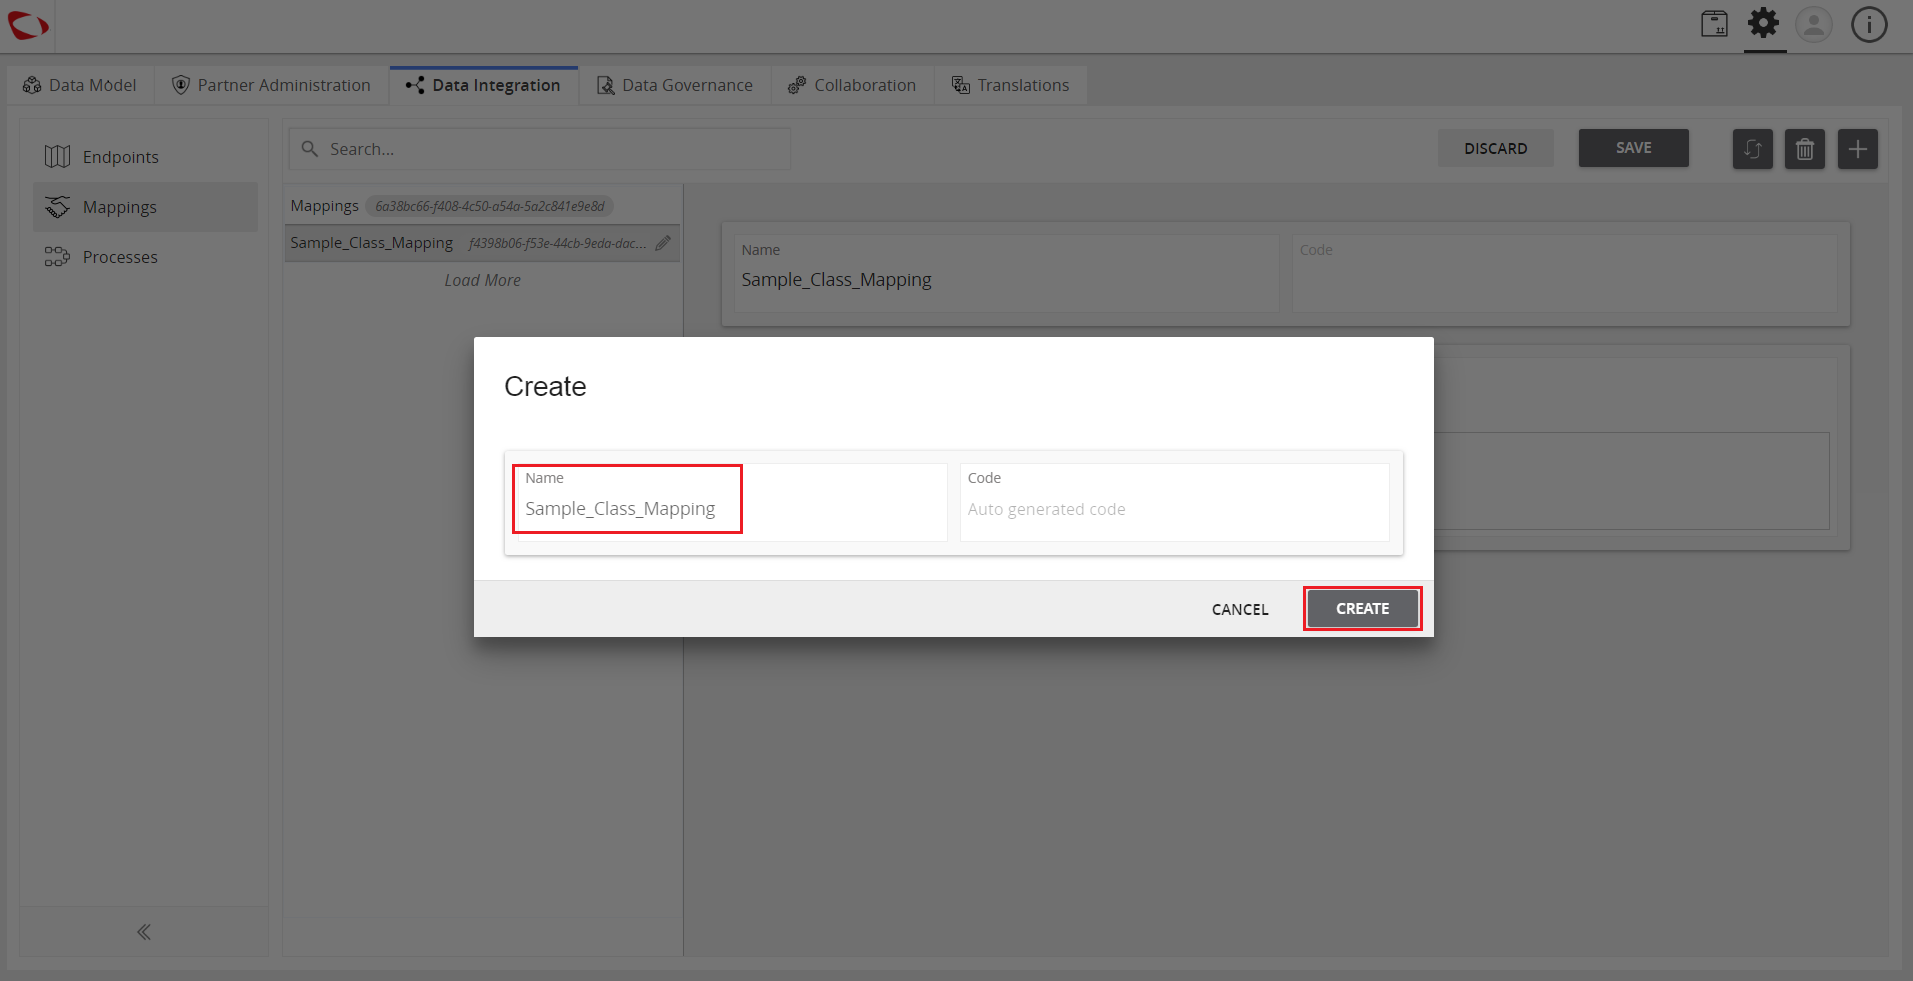 Data Model
Partner Administration
Data Integration
Data Governance
Collaboration
Translations
Endpoints
Mappings
Processes
Search...
DISCARD
SAVE
Mappings 6a38bc66-f408-4c50-a54a-5a2c841e9e8d
Sample_Class_Mapping f4398b06-f53e-44cb-9eda-dac...
Load More
Name
Sample_Class_Mapping
Code
Create
Name
Sample_Class_Mapping
Code
Auto generated code
CANCEL
CREATE